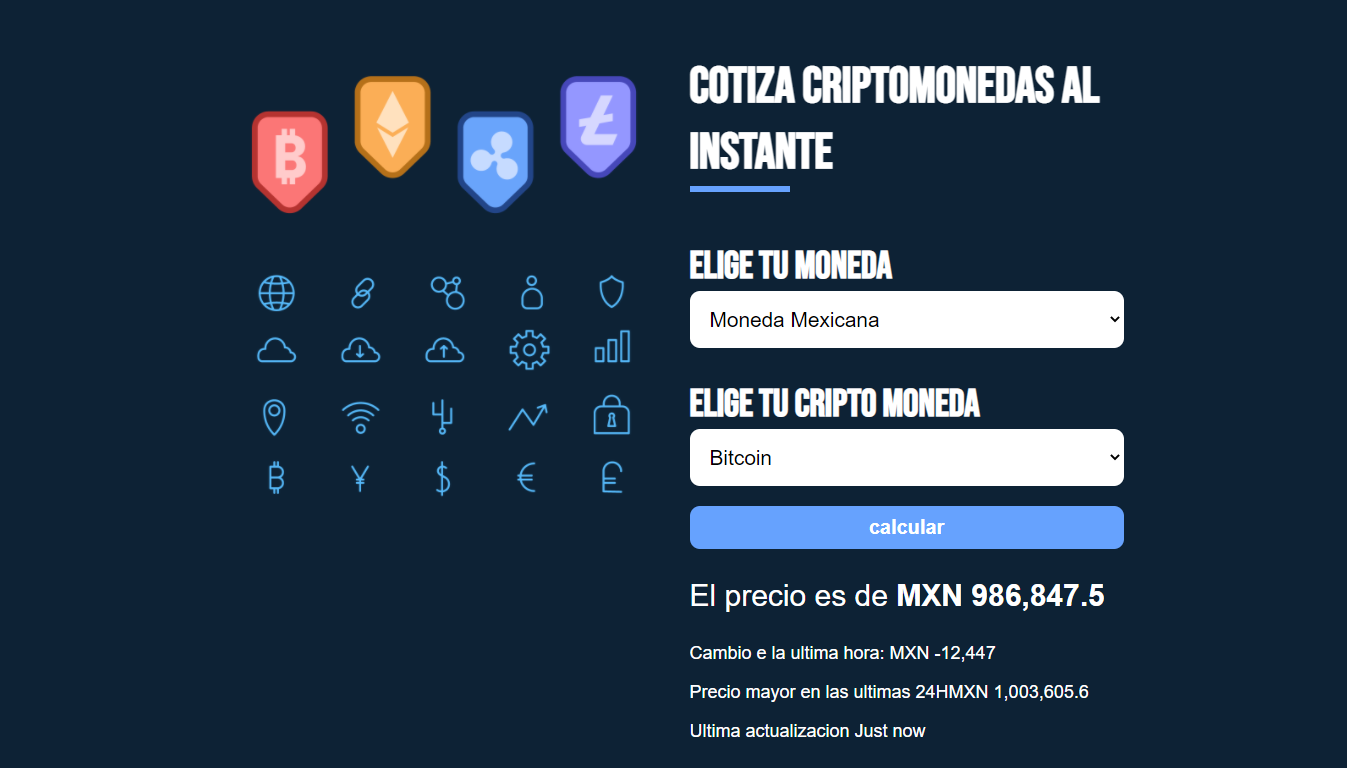 COTIZA CRIPTOMONEDAS AL
INSTANTE
ELIGE TU MONEDA
Moneda Mexicana
ELIGE TU CRIPTO MONEDA
Bitcoin
calcular
El precio es de MXN 986,847.5
Cambio e la ultima hora: MXN -12,447
Precio mayor en las ultimas 24HMXN 1,003,605.6
Ultima actualizacion Just now